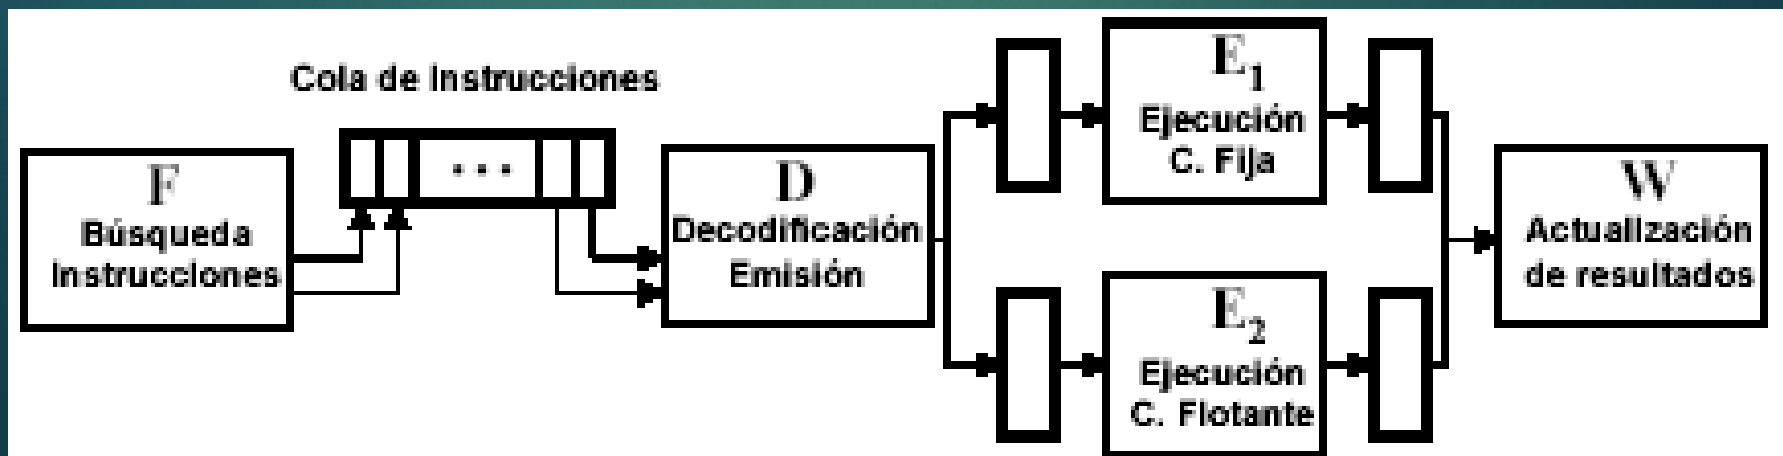 Cola de Instrucciones
F
Búsqueda
Instrucciones
...
D
Decodificación
Emisión
E1
Ejecución
C. Fija
E2
Ejecución
C. Flotante
W
Actualización
de resultados